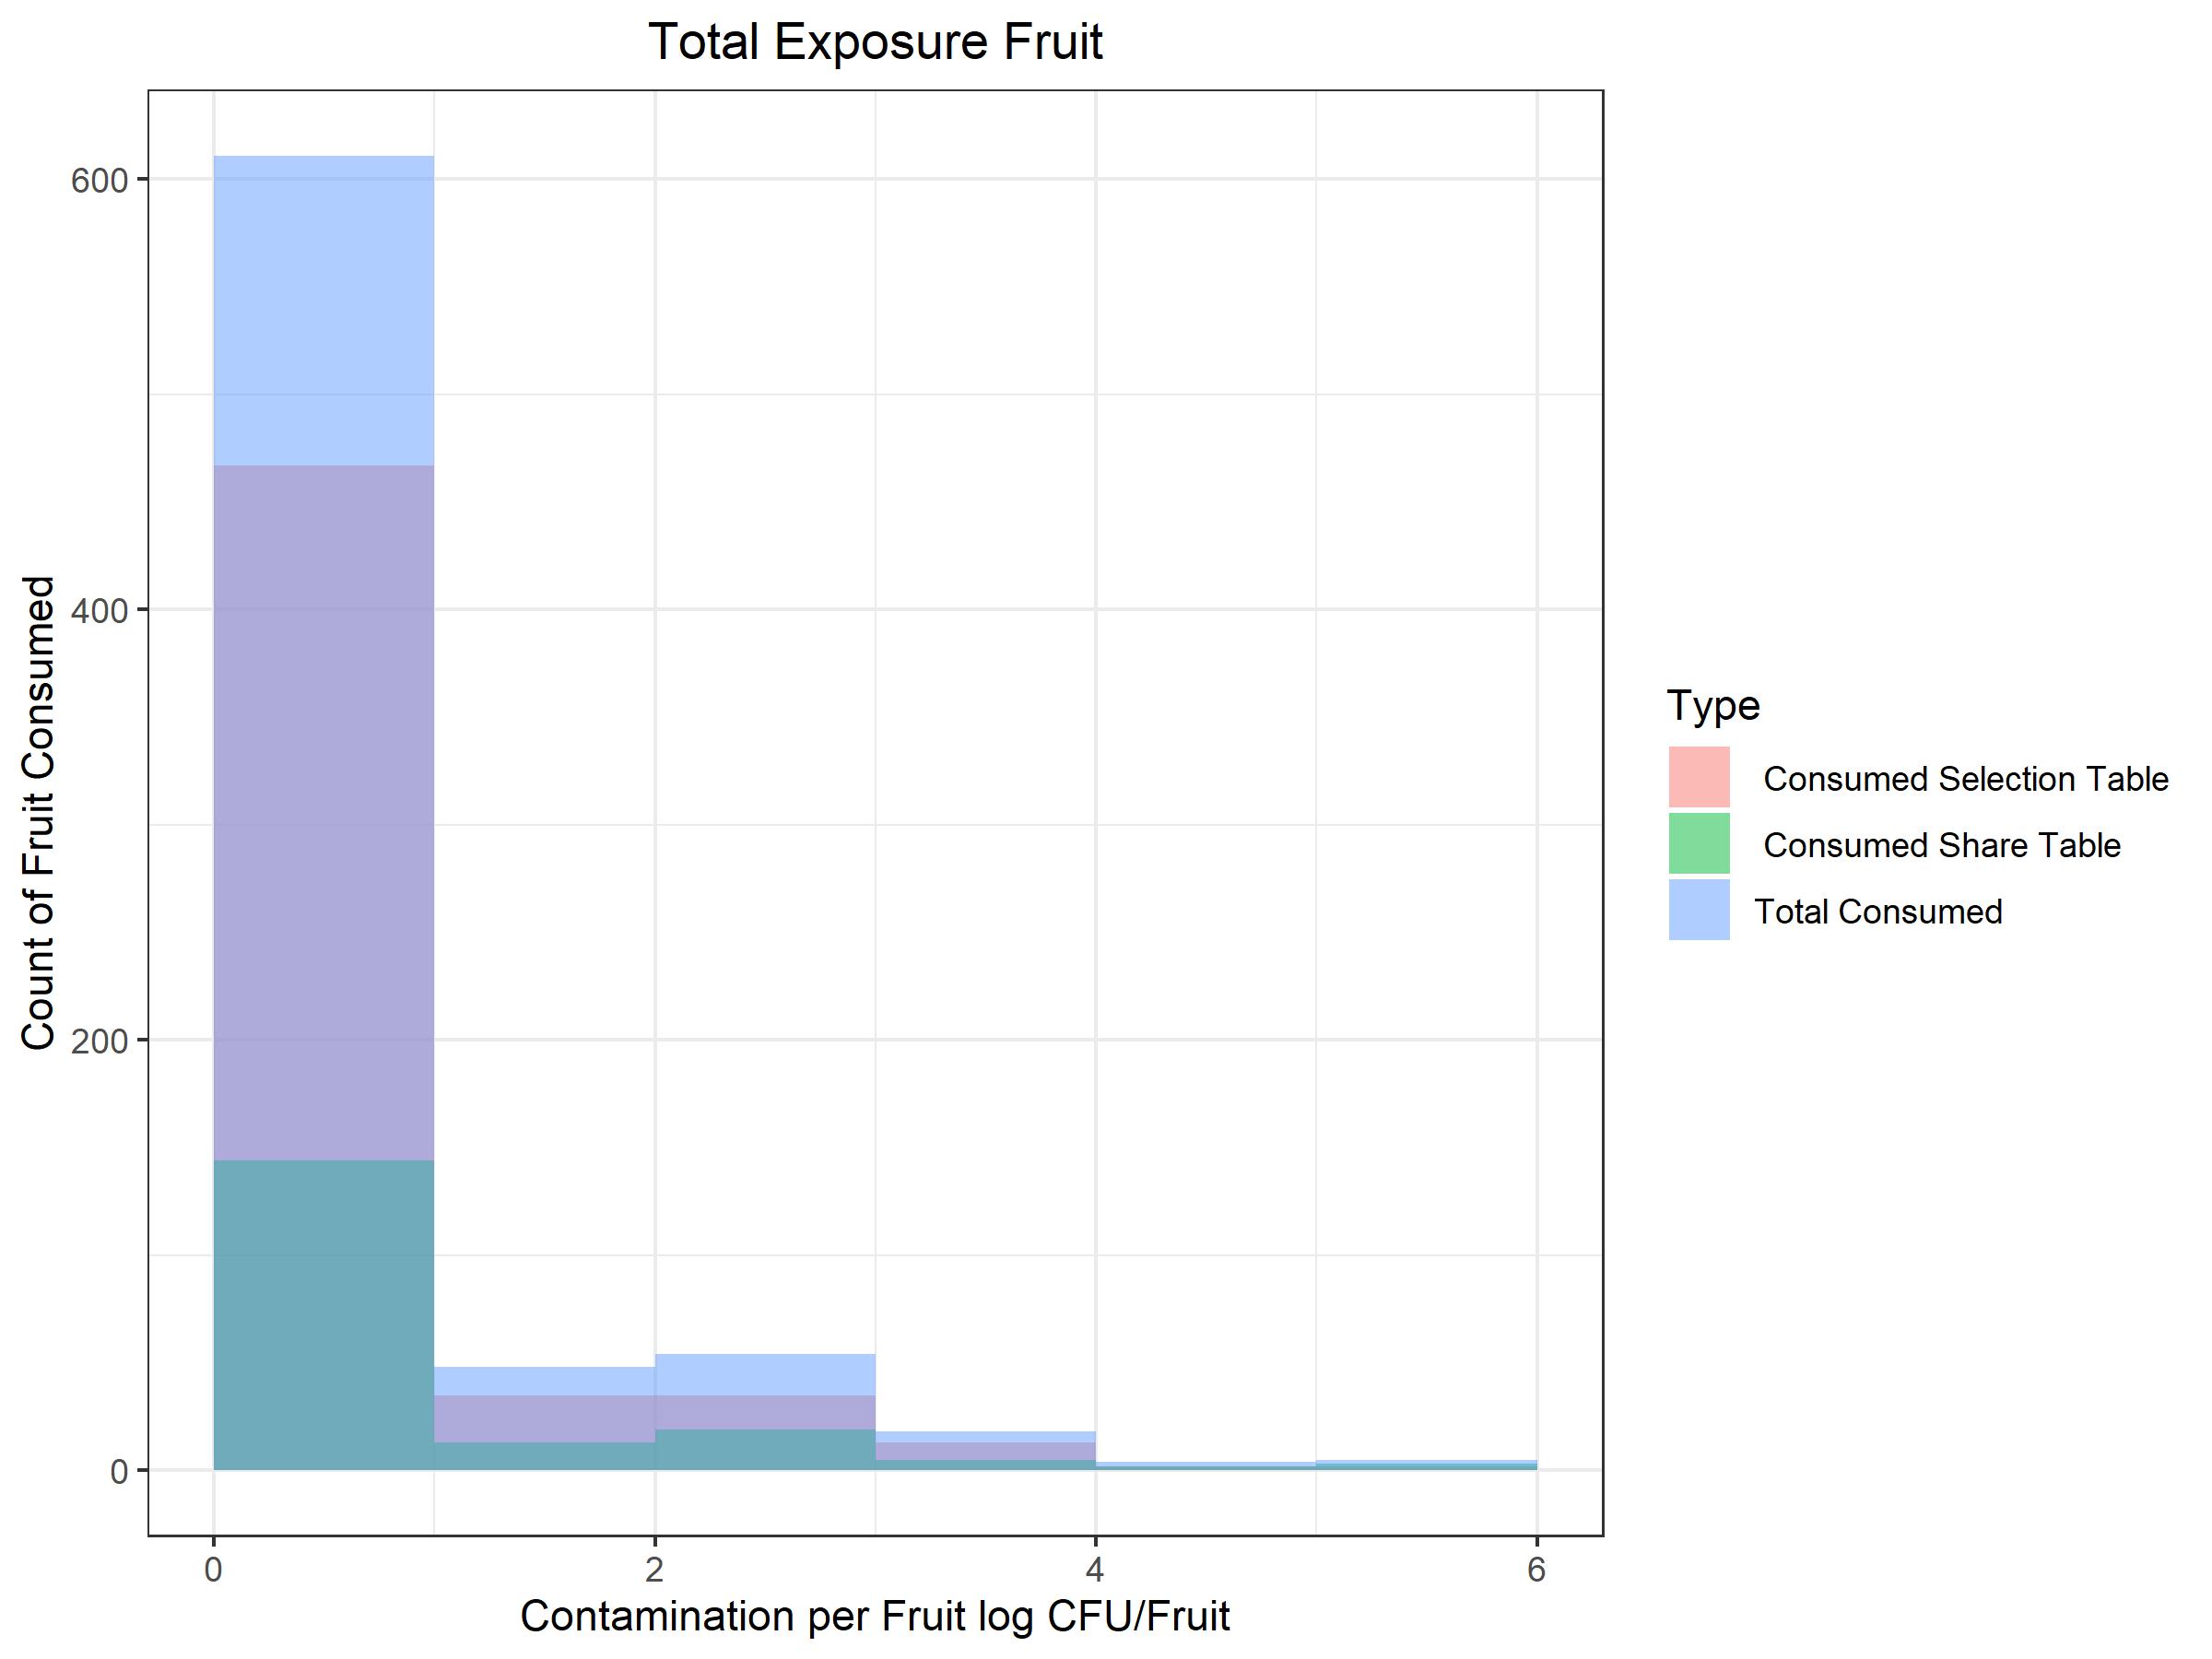 Total Exposure Fruit
Count of Fruit Consumed
600
400
200
0
0 2 4 6
Contamination per Fruit log CFU/Fruit
Type
Consumed Selection Table
Consumed Share Table
Total Consumed